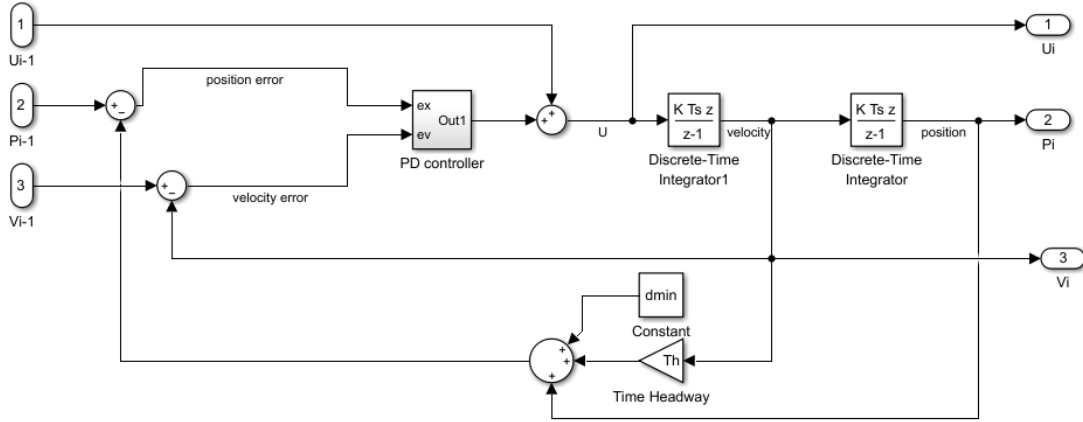 1
Ui-1
2
Pi-1
3
Vi-1
+
−
position error
+
−
velocity error
ex
ev
Out1
PD controller
+
+
U
K Ts z
z-1
Discrete-Time
Integrator1
velocity
K Ts z
z-1
Discrete-Time
Integrator
position
1
Ui
2
Pi
3
Vi
dmin
Constant
+
+
+
Th
Time Headway